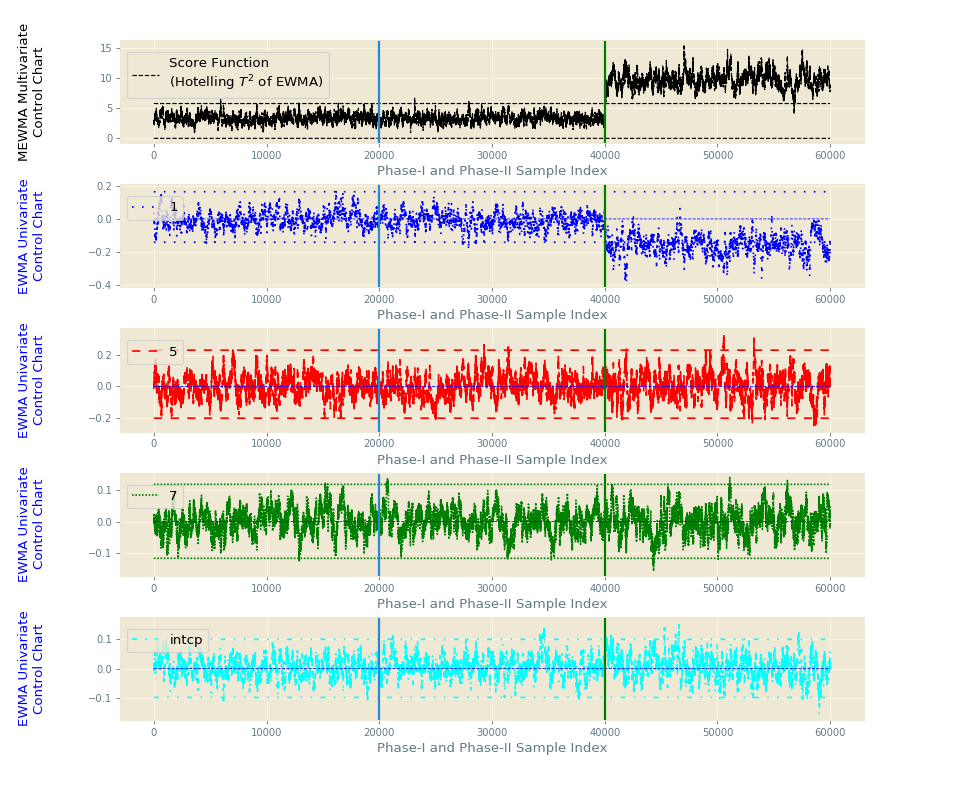 MEWMA Multivariate
Control Chart
15
10
5
0
Score Function
(Hotelling T² of EWMA)
0 10000 20000 30000 40000 50000 60000
Phase-I and Phase-II Sample Index
EWMA Univariate
Control Chart
0.2
0.0
−0.2
−0.4
1
0 10000 20000 30000 40000 50000 60000
Phase-I and Phase-II Sample Index
EWMA Univariate
Control Chart
0.2
0.0
−0.2
5
0 10000 20000 30000 40000 50000 60000
Phase-I and Phase-II Sample Index
EWMA Univariate
Control Chart
0.1
0.0
−0.1
7
0 10000 20000 30000 40000 50000 60000
Phase-I and Phase-II Sample Index
EWMA Univariate
Control Chart
0.1
0.0
−0.1
intcp
0 10000 20000 30000 40000 50000 60000
Phase-I and Phase-II Sample Index